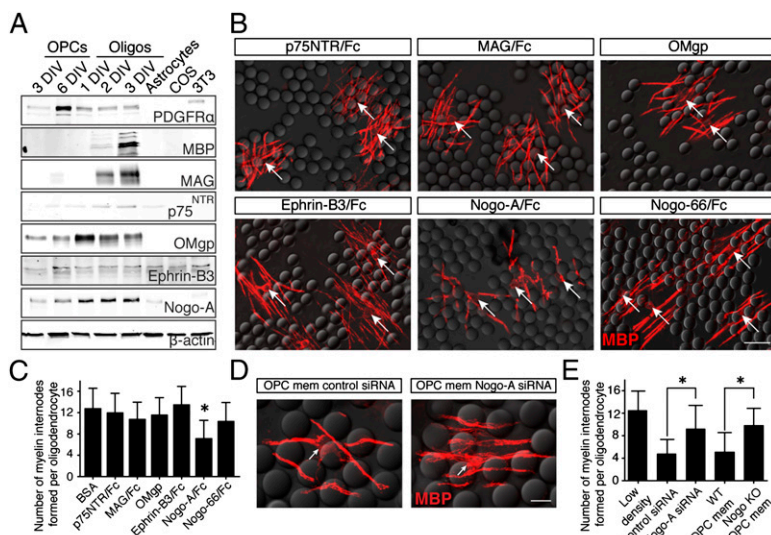 A
OPCs Oligos
3 DIV 6 DIV 1 DIV 2 DIV 3 DIV Astrocytes COS 3T3
PDGFRα
MBP
MAG
p75NTR
OMgp
Ephrin-B3
Nogo-A
β-actin
B
p75NTR/Fc MAG/Fc OMgp
Ephrin-B3/Fc Nogo-A/Fc Nogo-66/Fc
MBP
C
Number of myelin internodes
formed per oligodendrocyte
16
12
8
4
0
*
BSA p75NTR/Fc MAG/Fc OMgp Ephrin-B3/Fc Nogo-A/Fc Nogo-66/Fc
D
OPC mem control siRNA OPC mem Nogo-A siRNA
MBP
E
Number of myelin internodes
formed per oligodendrocyte
16
12
8
4
0
* *
Low
density
ontrol siRNA
ogo-A siRNA
WT
OPC mem
Nogo KO
OPC mem